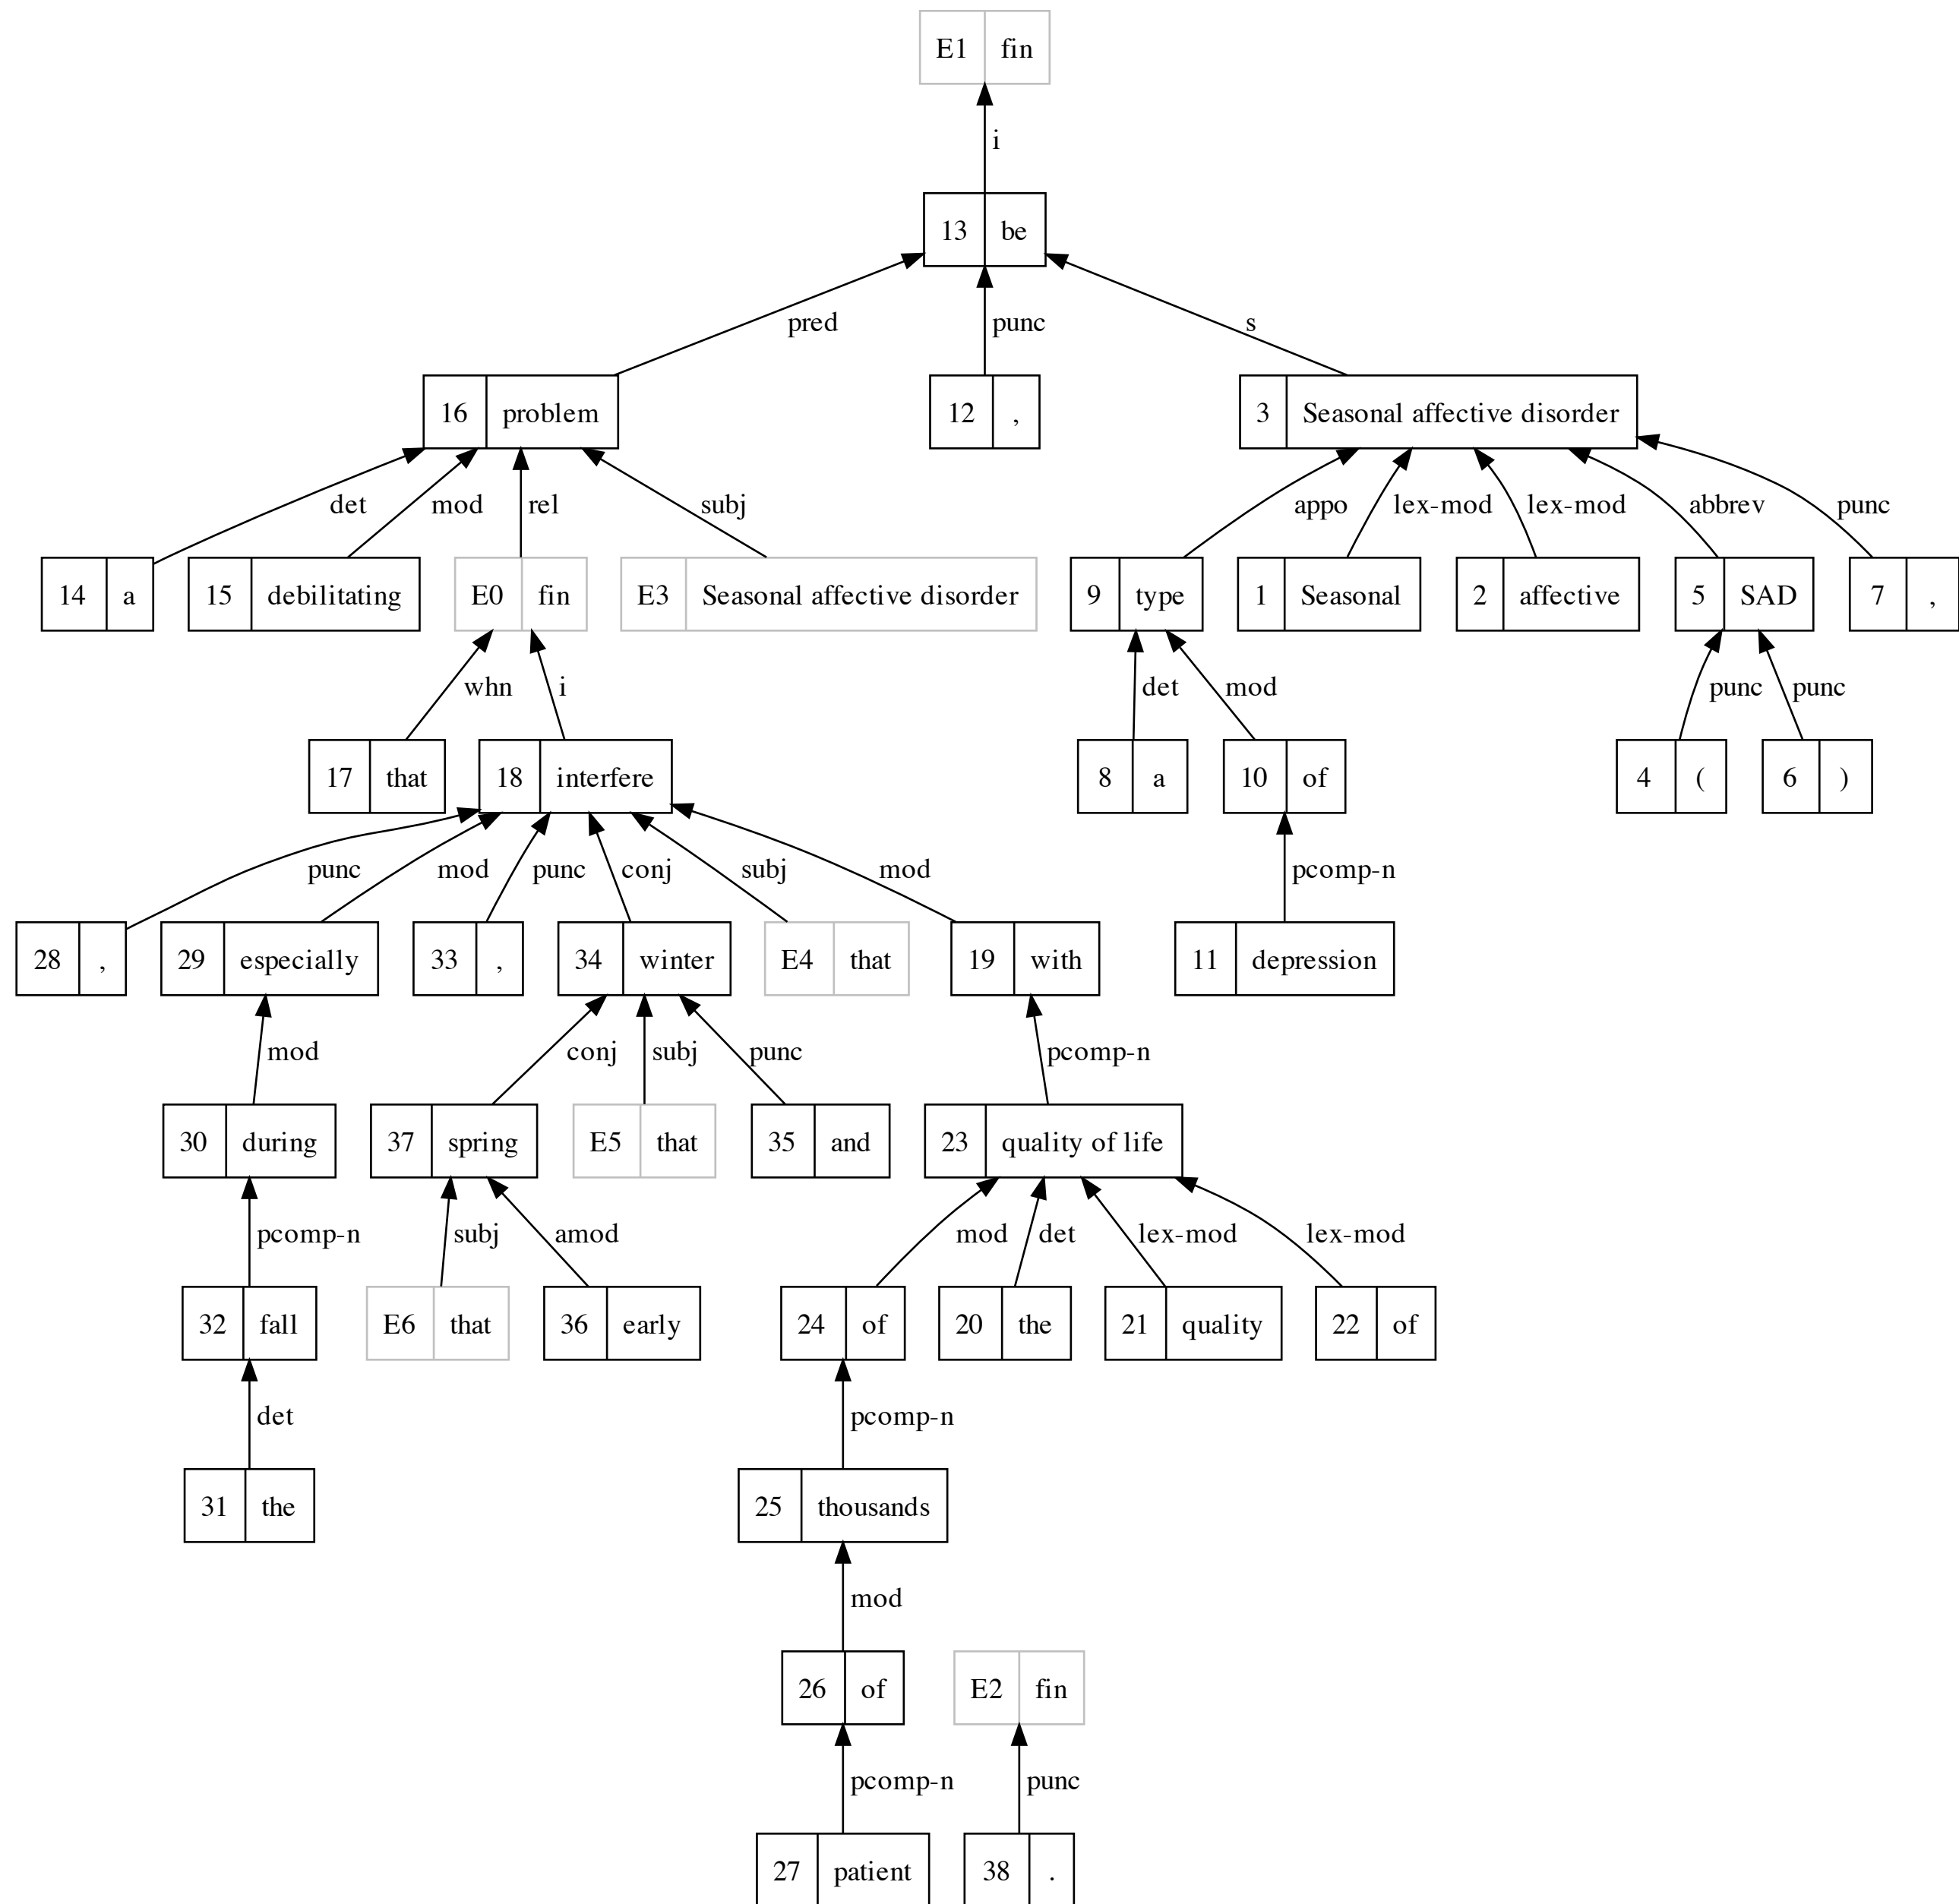 E1 fin
i
13 be
pred punc s
16 problem 12 , 3 Seasonal affective disorder
det mod rel subj appo lex-mod lex-mod abbrev punc
14 a 15 debilitating E0 fin E3 Seasonal affective disorder 9 type 1 Seasonal 2 affective 5 SAD 7 ,
whn i det mod punc punc
17 that 18 interfere 8 a 10 of 4 ( 6 )
punc mod punc conj subj mod pcomp-n
28 , 29 especially 33 , 34 winter E4 that 19 with 11 depression
mod conj subj punc pcomp-n
30 during 37 spring E5 that 35 and 23 quality of life
pcomp-n subj amod mod det lex-mod lex-mod
32 fall E6 that 36 early 24 of 20 the 21 quality 22 of
det pcomp-n
31 the 25 thousands
mod
26 of E2 fin
pcomp-n punc
27 patient 38 .